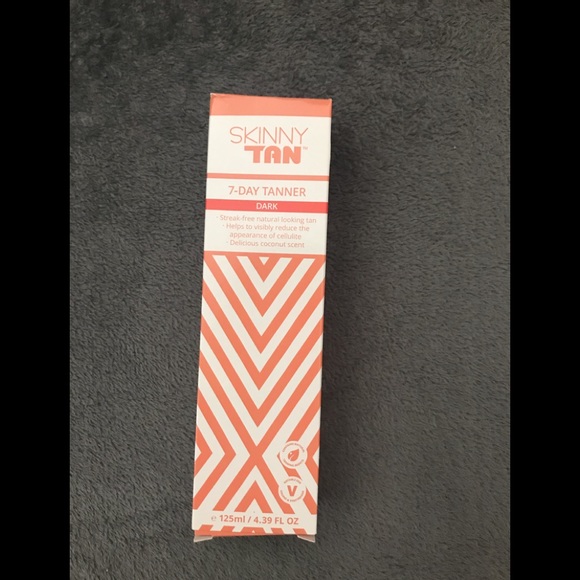 SKINNY
TAN™
7-DAY TANNER
DARK
· Streak-free natural looking tan
· Helps to visibly reduce the
appearance of cellulite
· Delicious coconut scent
V
e 125ml / 4.39 FL OZ